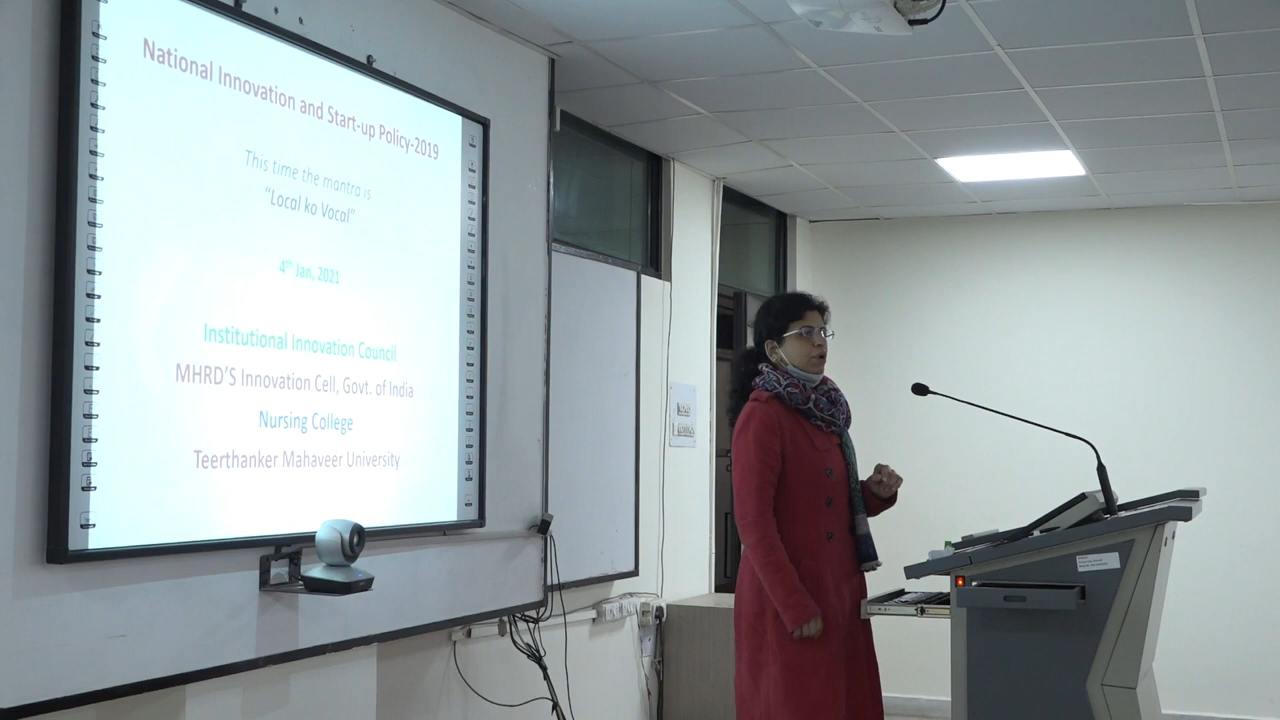 National Innovation and Start-up Policy-2019
This time the mantra is
"Local ko Vocal"
4th Jan, 2021
Institutional Innovation Council
MHRD'S Innovation Cell, Govt. of India
Nursing College
Teerthanker Mahaveer University